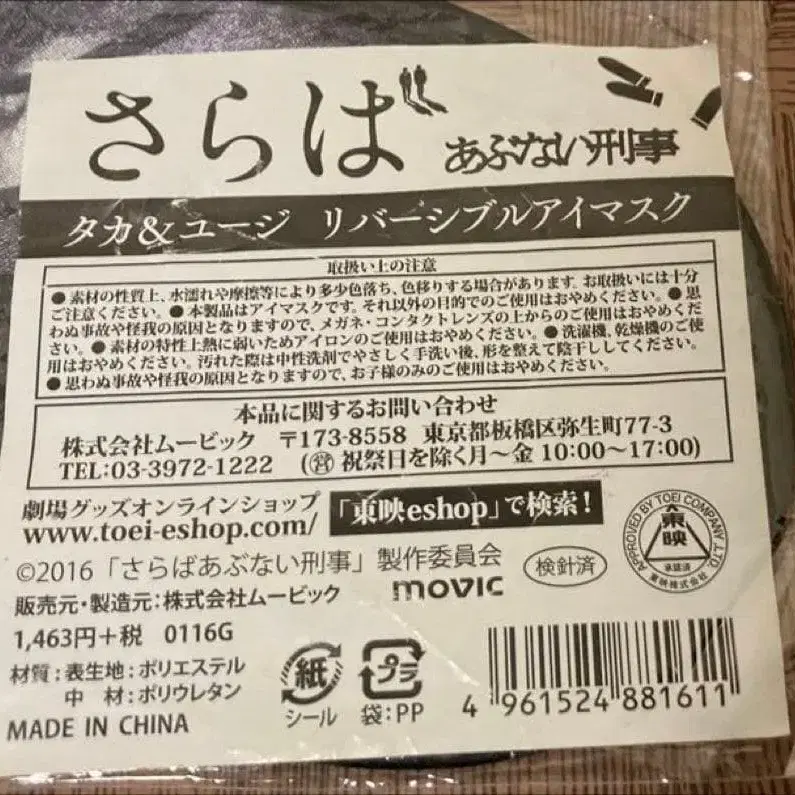 さらば
あぶない刑事
タカ&ユージ リバーシブルアイマスク
取扱い上の注意
● 素材の性質上、水濡れや摩擦等により多少色落ち、色移りする場合があります。お取扱いには十分
ご注意ください。● 本製品はアイマスクです。それ以外の目的でのご使用はおやめください。● 思
わぬ事故や怪我の原因となりますので、メガネ・コンタクトレンズの上からのご使用はおやめくださ
い。● 素材の特性上熱に弱いためアイロンのご使用はおやめください。● 洗濯機、乾燥機のご使
用はおやめください。汚れた際は中性洗剤でやさしく手洗い後、形を整えて陰干ししてください。
● 思わぬ事故や怪我の原因となりますので、お子様のみのご使用はおやめください。
本品に関するお問い合わせ
株式会社ムービック 〒173-8558 東京都板橋区弥生町77-3
TEL:03-3972-1222 (営 祝祭日を除く月〜金 10:00〜17:00)
劇場グッズオンラインショップ
www.toei-eshop.com/
「東映eshop」で検索!
©2016「さらばあぶない刑事」製作委員会
販売元・製造元:株式会社ムービック
movic
検針済
APPROVED BY TOEI COMPANY,LTD.
東映
承認済
東映株式会社
1,463円+税 0116G
材質:表生地:ポリエステル
中 材:ポリウレタン
MADE IN CHINA
紙
シール
プラ
袋:PP
4 961524 881611